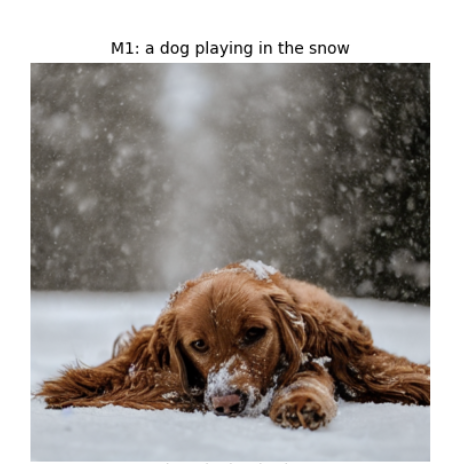 M1: a dog playing in the snow